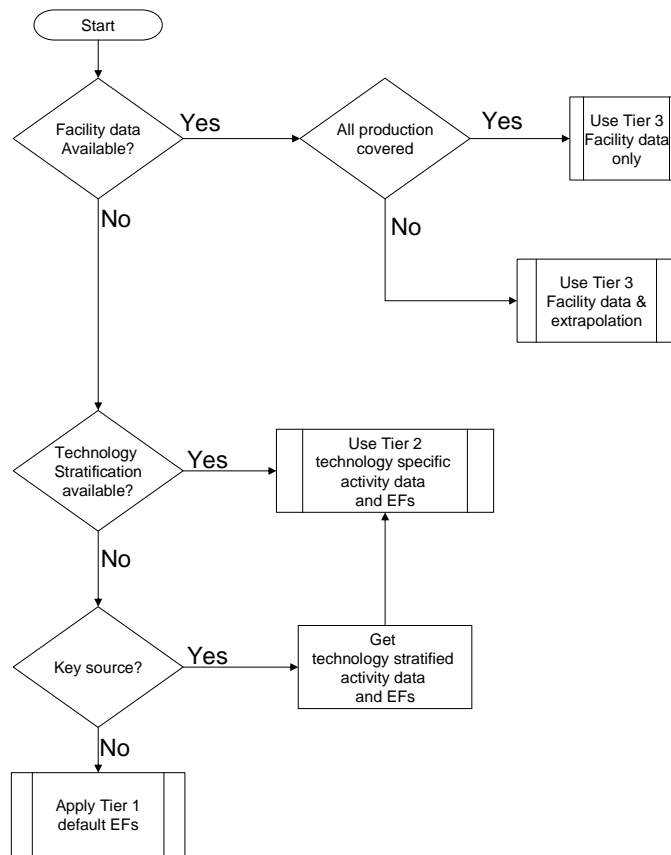 Start
Facility data
Available?
Yes
All production
covered
Yes
Use Tier 3
Facility data
only
No
No
Use Tier 3
Facility data &
extrapolation
Technology
Stratification
available?
Yes
Use Tier 2
technology specific
activity data
and EFs
No
Key source?
Yes
Get
technology stratified
activity data
and EFs
No
Apply Tier 1
default EFs